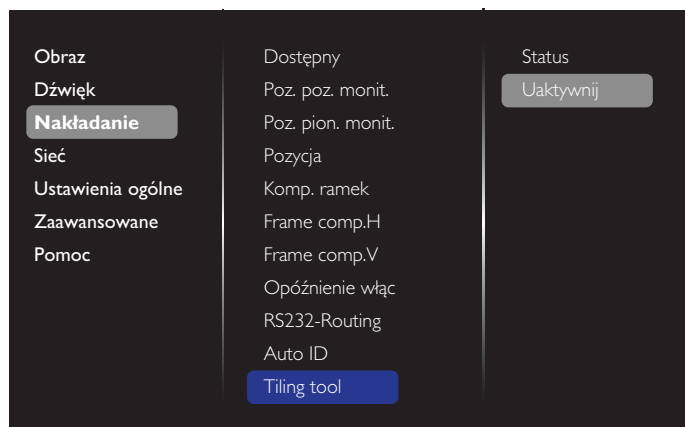 Obraz
Dźwięk
Nakładanie
Sieć
Ustawienia ogólne
Zaawansowane
Pomoc
Dostępny
Poz. poz. monit.
Poz. pion. monit.
Pozycja
Komp. ramek
Frame comp.H
Frame comp.V
Opóźnienie włąc
RS232-Routing
Auto ID
Tiling tool
Status
Uaktywnij